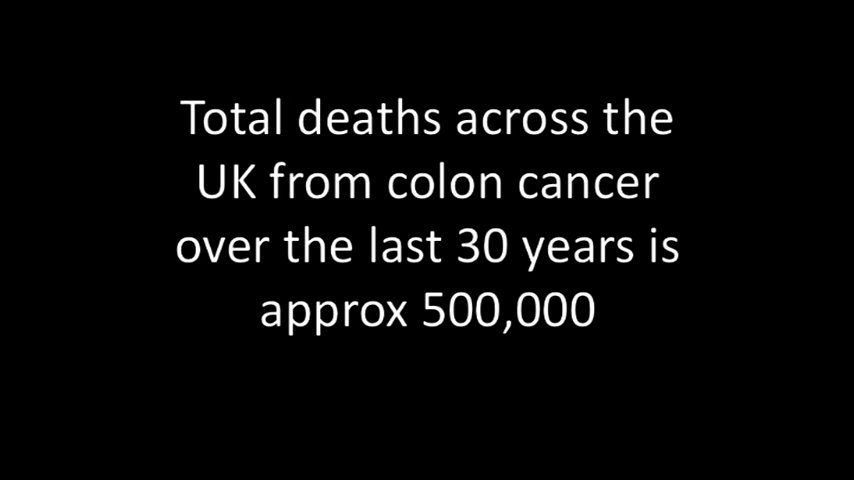 Total deaths across the
UK from colon cancer
over the last 30 years is
approx 500,000